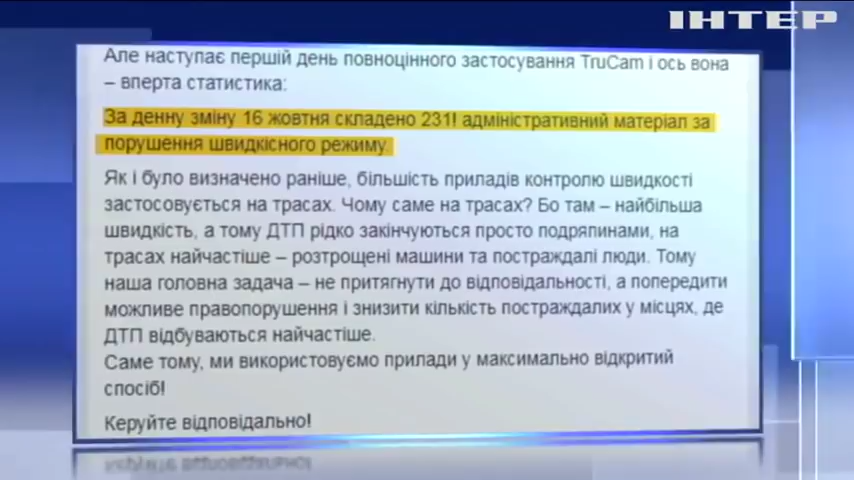 ІНТЕР
Але наступає першій день повноцінного застосування TruCam і ось вона
– вперта статистика:
За денну зміну 16 жовтня складено 231! адміністративний матеріал за
порушення швидкісного режиму.
Як і було визначено раніше, більшість приладів контролю швидкості
застосовується на трасах. Чому саме на трасах? Бо там – найбільша
швидкість, а тому ДТП рідко закінчуються просто подряпинами, на
трасах найчастіше – розтрощені машини та постраждалі люди. Тому
наша головна задача – не притягнути до відповідальності, а попередити
можливе правопорушення і знизити кількість постраждалих у місцях, де
ДТП відбуваються найчастіше.
Саме тому, ми використовуємо прилади у максимально відкритий
спосіб!
Керуйте відповідально!